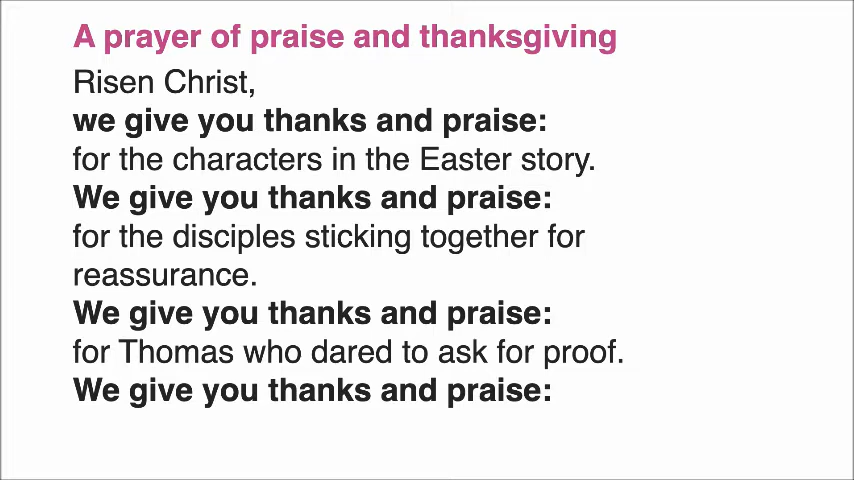 A prayer of praise and thanksgiving
Risen Christ,
we give you thanks and praise:
for the characters in the Easter story.
We give you thanks and praise:
for the disciples sticking together for
reassurance.
We give you thanks and praise:
for Thomas who dared to ask for proof.
We give you thanks and praise: